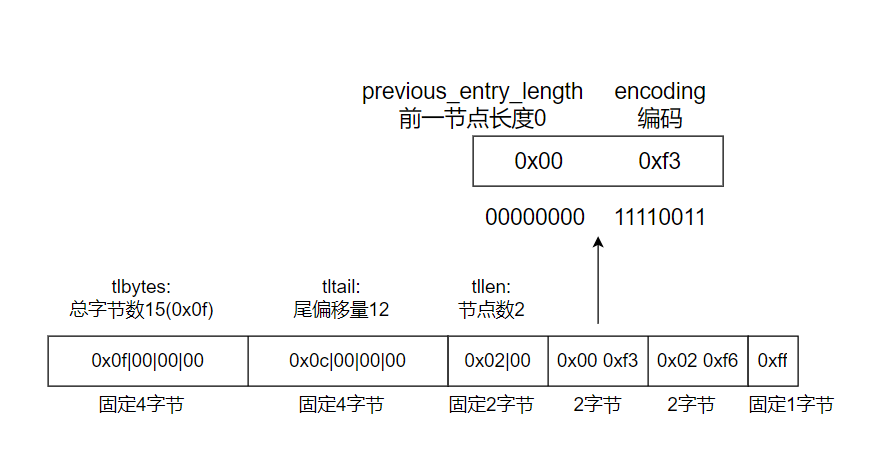 previous_entry_length encoding
前一节点长度0 编码
0x00 0xf3
00000000 11110011
tlbytes: tltail: tllen:
总字节数15(0x0f) 尾偏移量12 节点数2
0x0f|00|00|00 0x0c|00|00|00 0x02|00 0x00 0xf3 0x02 0xf6 0xff
固定4字节 固定4字节 固定2字节 2字节 2字节 固定1字节